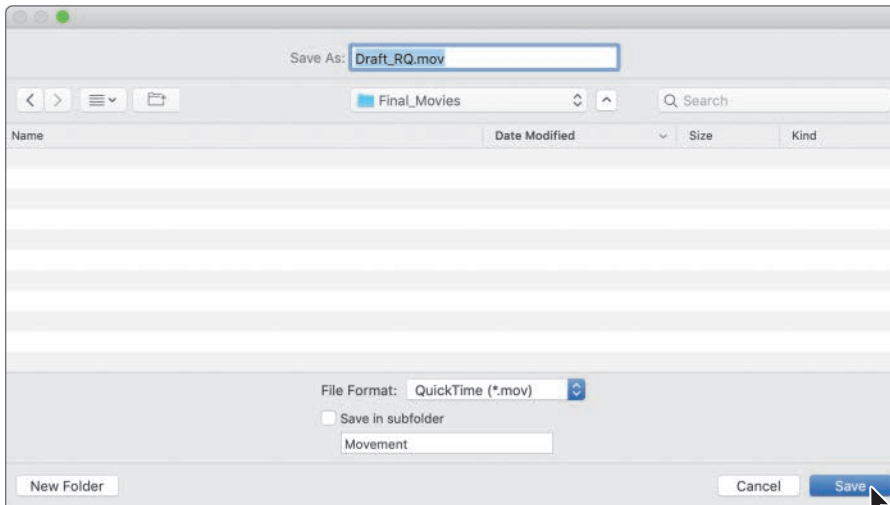 Save As: Draft_RQ.mov
Final_Movies Search
Name Date Modified Size Kind
File Format: QuickTime (*.mov)
Save in subfolder
Movement
New Folder Cancel Save